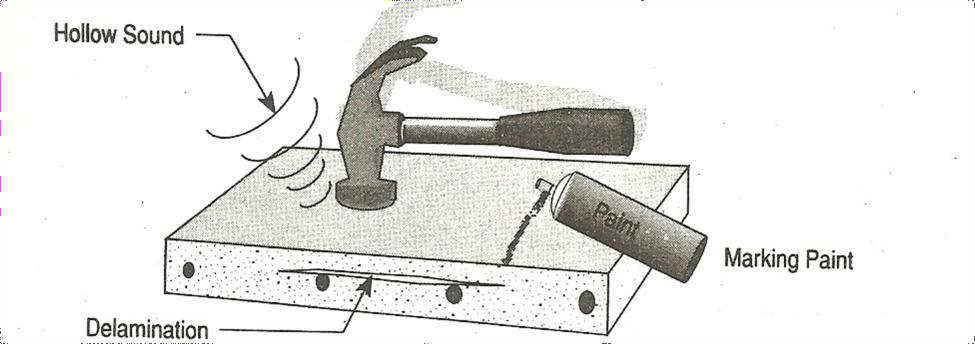 Hollow Sound
Paint
Marking Paint
Delamination